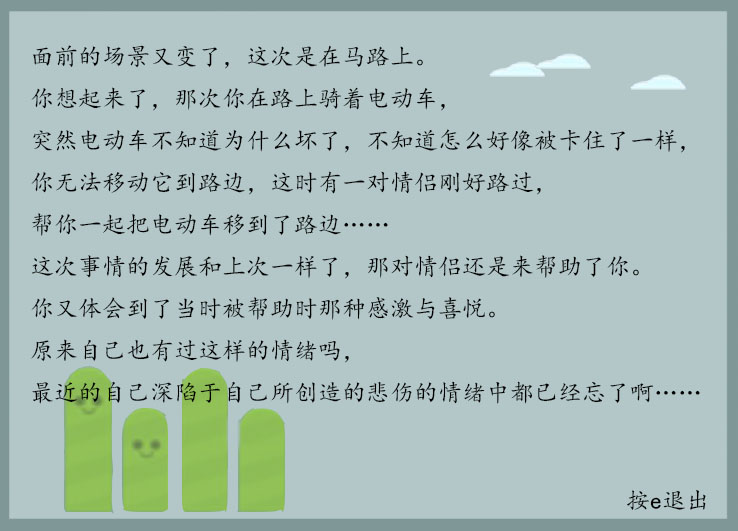 面前的场景又变了，这次是在马路上。
你想起来了，那次你在路上骑着电动车，
突然电动车不知道为什么坏了，不知道怎么好像被卡住了一样，
你无法移动它到路边，这时有一对情侣刚好路过，
帮你一起把电动车移到了路边……
这次事情的发展和上次一样了，那对情侣还是来帮助了你。
你又体会到了当时被帮助时那种感激与喜悦。
原来自己也有过这样的情绪吗，
最近的自己深陷于自己所创造的悲伤的情绪中都已经忘了啊……
按e退出